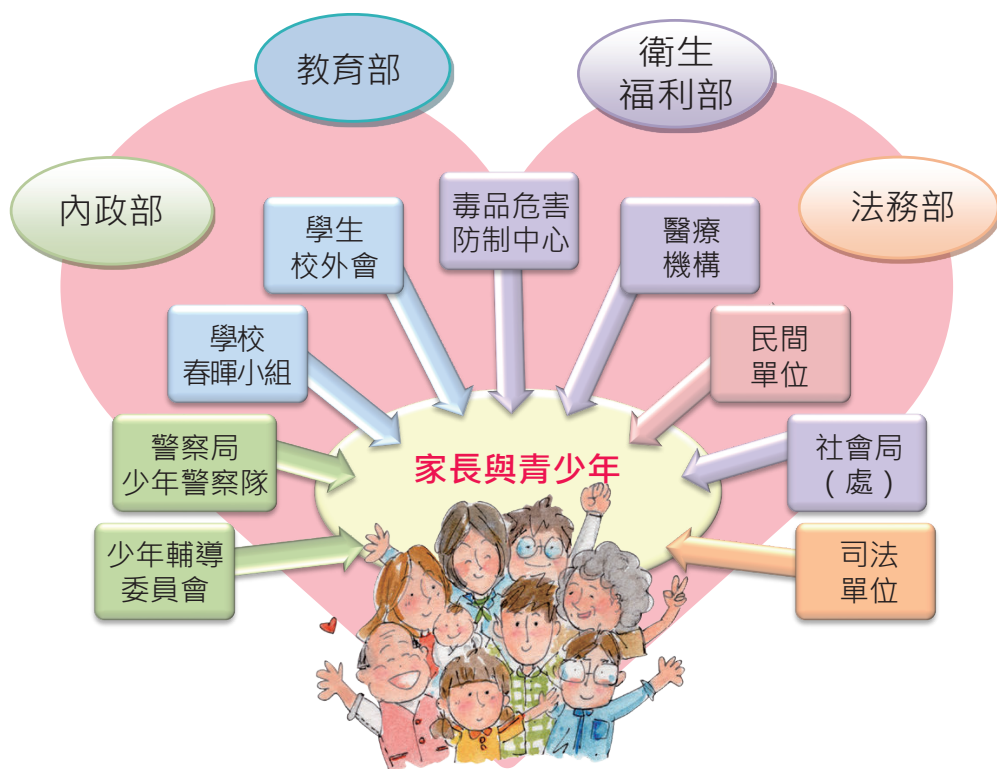 教育部
衛生
福利部
內政部
法務部
毒品危害
防制中心
學生
校外會
醫療
機構
學校
春暉小組
民間
單位
警察局
少年警察隊
社會局
（處）
家長與青少年
少年輔導
委員會
司法
單位